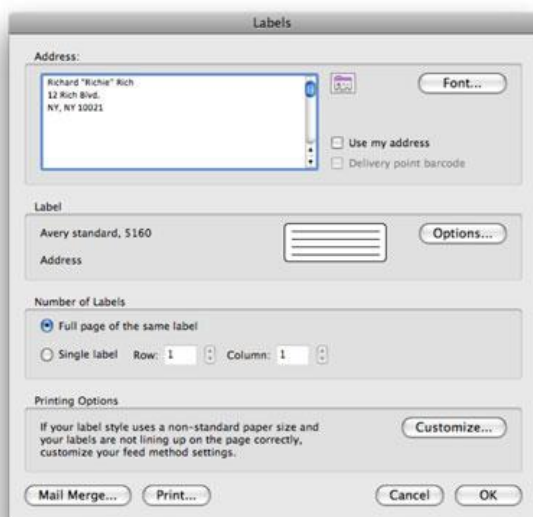 Labels
Address:
Richard "Richie" Rich
12 Rich Blvd.
NY, NY 10021
Font...
Use my address
Delivery point barcode
Label
Avery standard, 5160
Options...
Address
Number of Labels
Full page of the same label
Single label Row: 1 Column: 1
Printing Options
If your label style uses a non-standard paper size and
your labels are not lining up on the page correctly,
customize your feed method settings.
Customize...
Mail Merge... Print... Cancel OK